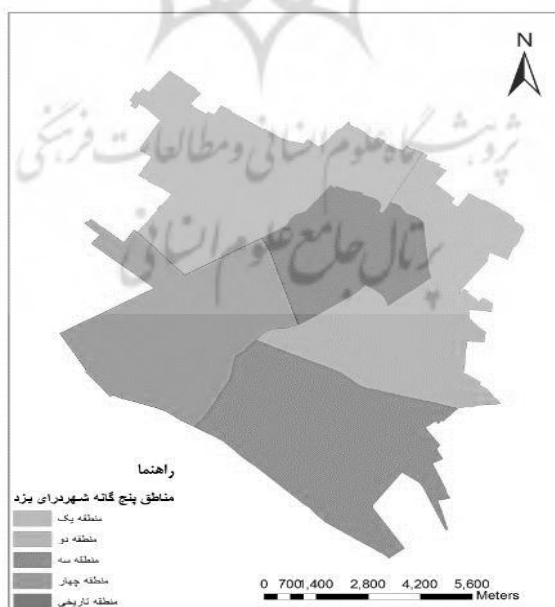 N
پژوهشگاه علوم انسانی و مطالعات فرهنگی
پرتال جامع علوم انسانی
راهنما
مناطق پنج گانه شهردرای یزد
منطقه یک
منطقه دو
منطقه سه
منطقه چهار
منطقه تاریخی
0 700 1,400 2,800 4,200 5,600
Meters